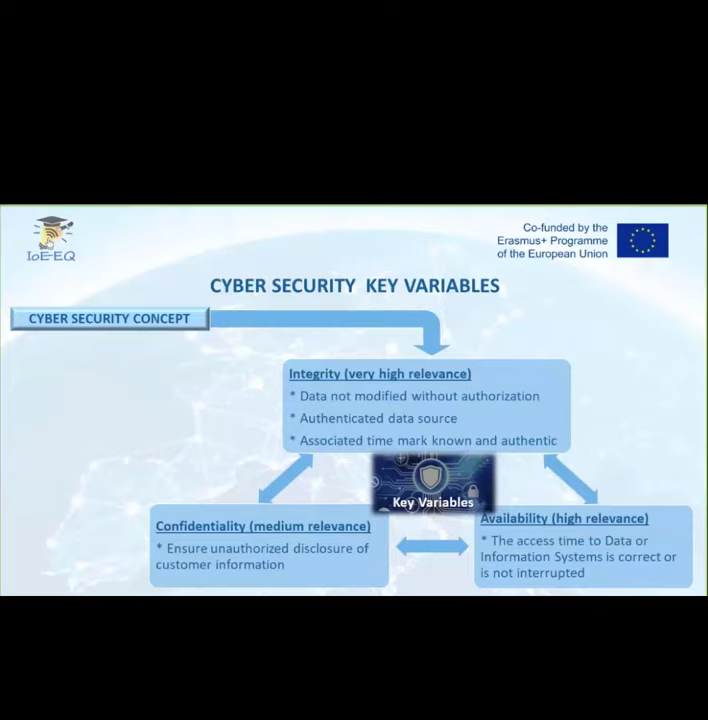 IoE-EQ
Co-funded by the
Erasmus+ Programme
of the European Union
CYBER SECURITY KEY VARIABLES
CYBER SECURITY CONCEPT
Integrity (very high relevance)
* Data not modified without authorization
* Authenticated data source
* Associated time mark known and authentic
Key Variables
Confidentiality (medium relevance)
* Ensure unauthorized disclosure of
customer information
Availability (high relevance)
* The access time to Data or
Information Systems is correct or
is not interrupted